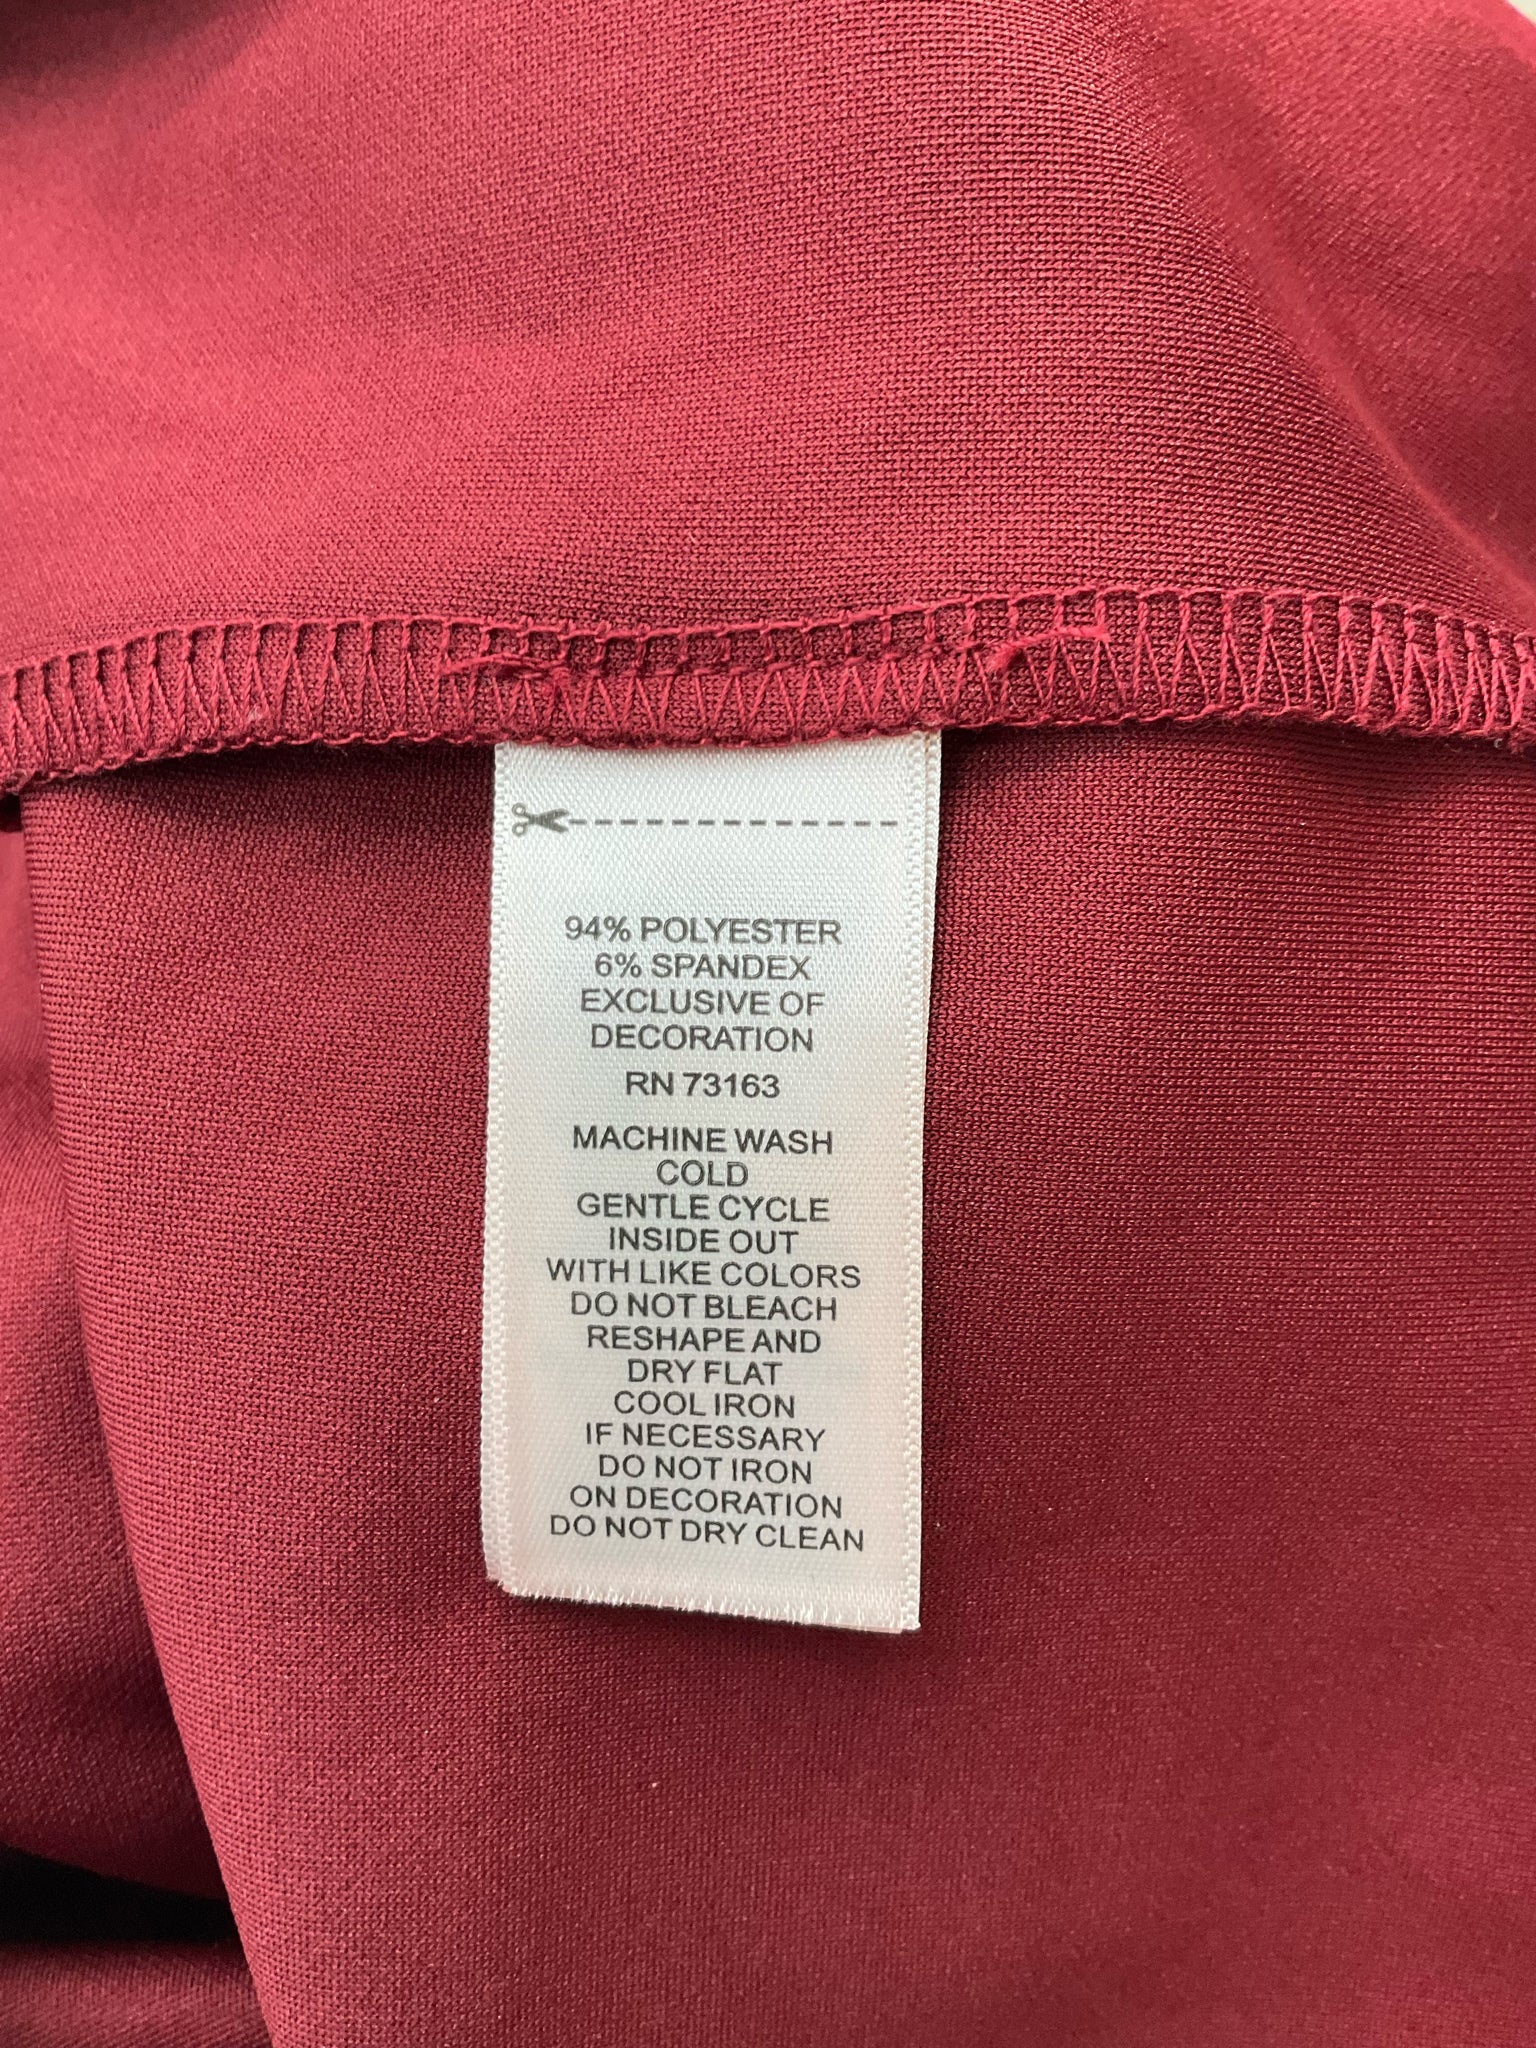 94% POLYESTER
6% SPANDEX
EXCLUSIVE OF
DECORATION
RN 73163
MACHINE WASH
COLD
GENTLE CYCLE
INSIDE OUT
WITH LIKE COLORS
DO NOT BLEACH
RESHAPE AND
DRY FLAT
COOL IRON
IF NECESSARY
DO NOT IRON
ON DECORATION
DO NOT DRY CLEAN